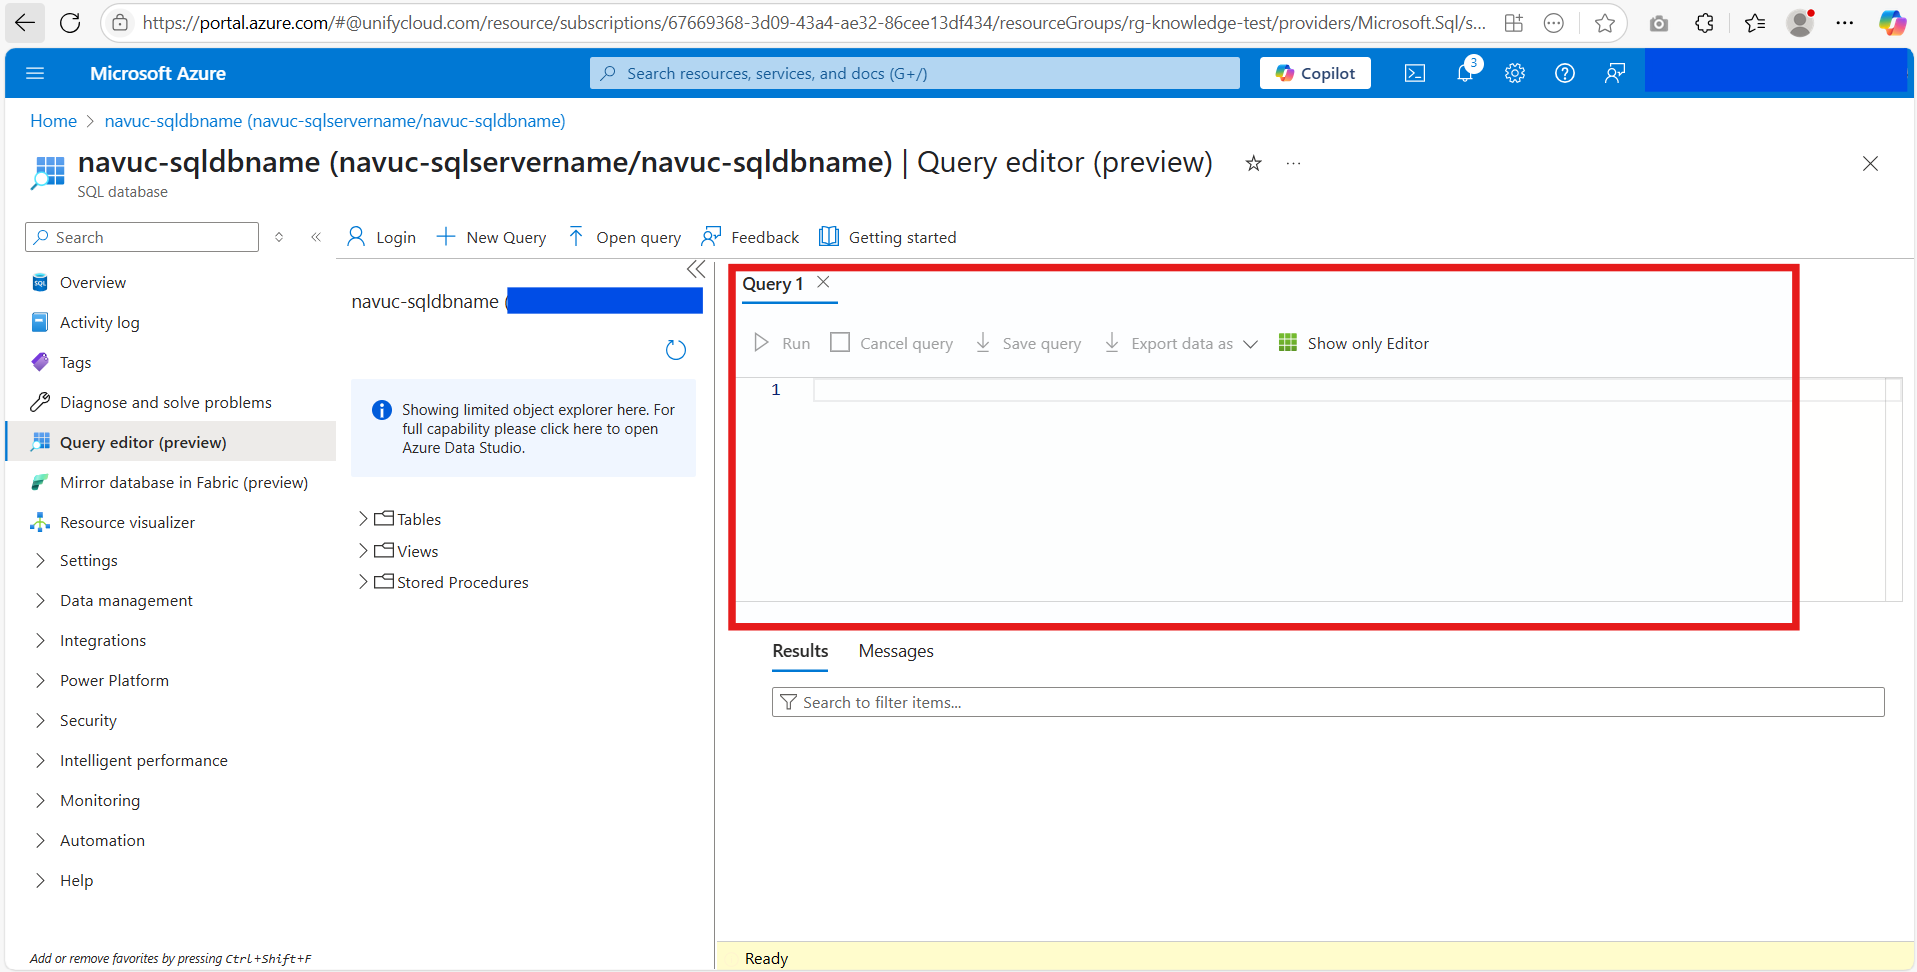 https://portal.azure.com/#@unifycloud.com/resource/subscriptions/67669368-3d09-43a4-ae32-86cee13df434/resourceGroups/rg-knowledge-test/providers/Microsoft.Sql/s...
Microsoft Azure
Search resources, services, and docs (G+/)
Copilot
3
Home > navuc-sqldbname (navuc-sqlservername/navuc-sqldbname)
navuc-sqldbname (navuc-sqlservername/navuc-sqldbname) | Query editor (preview)
SQL database
Search
Login
New Query
Open query
Feedback
Getting started
Overview
Activity log
Tags
Diagnose and solve problems
Query editor (preview)
Mirror database in Fabric (preview)
Resource visualizer
Settings
Data management
Integrations
Power Platform
Security
Intelligent performance
Monitoring
Automation
Help
Add or remove favorites by pressing Ctrl+Shift+F
navuc-sqldbname (
Showing limited object explorer here. For
full capability please click here to open
Azure Data Studio.
Tables
Views
Stored Procedures
Query 1
Run
Cancel query
Save query
Export data as
Show only Editor
1
Results
Messages
Search to filter items...
Ready